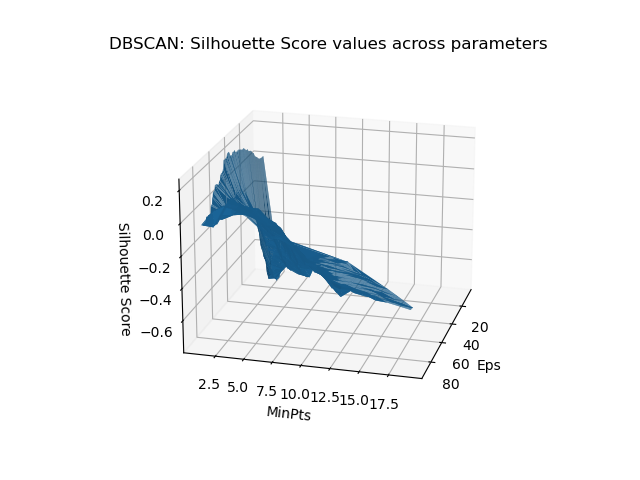 DBSCAN: Silhouette Score values across parameters
0.2
0.0
−0.2
−0.4
−0.6
Silhouette Score
2.5 5.0 7.5 10.0 12.5 15.0 17.5
MinPts
20
40
60
80
Eps